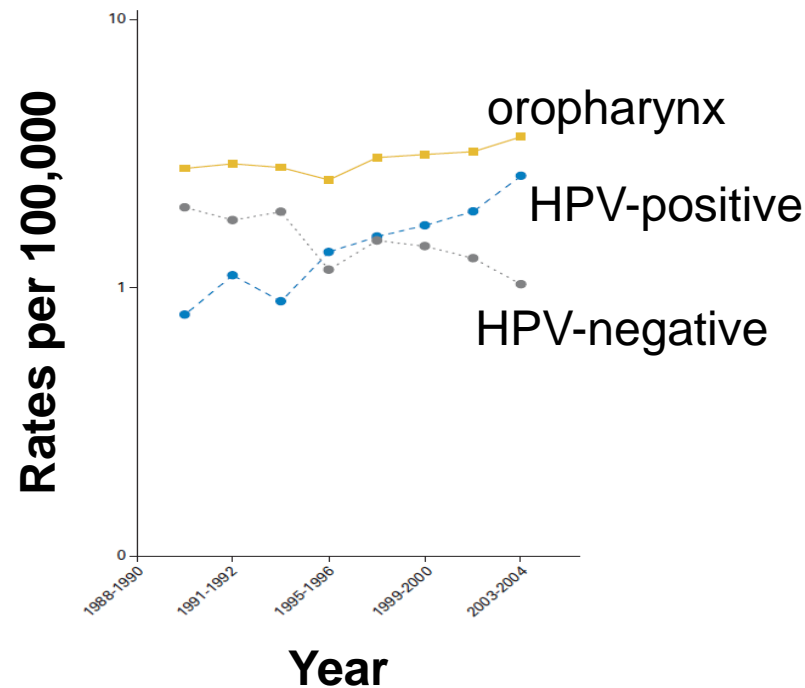 10
oropharynx
HPV-positive
1
HPV-negative
0
Rates per 100,000
1988-1990
1991-1992
1995-1996
1999-2000
2003-2004
Year